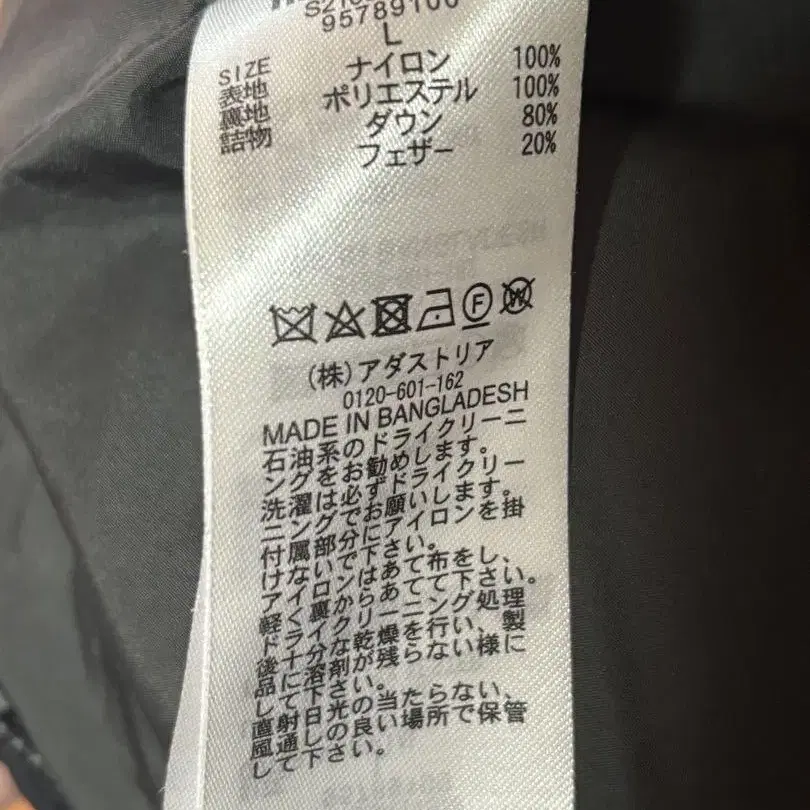 95789100
SIZE L
表地 ナイロン 100%
裏地 ポリエステル 100%
詰物 ダウン 80%
フェザー 20%
F W
(株)アダストリア
0120-601-162
MADE IN BANGLADESH
石油系のドライクリーニ
ングをお勧めします。
洗濯は必ずドライクリー
ニングでお願いします。
付属部分にアイロンを掛
けないで下さい。
アイロンはあて布をし、
軽く裏からあてて下さい。
ドライクリーニング処理
後十分な乾燥を行い、製
品に溶剤が残らない様に
して下さい。
直射日光の当たらない、
風通しの良い場所で保管
して下さい。